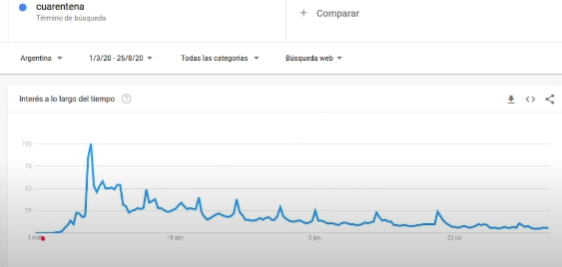 cuarentena
Término de búsqueda
+ Comparar
Argentina
1/3/20 - 26/8/20
Todas las categorías
Búsqueda web
Interés a lo largo del tiempo
100
75
50
25
1 mar
18 abr.
5 jun.
23 jul.